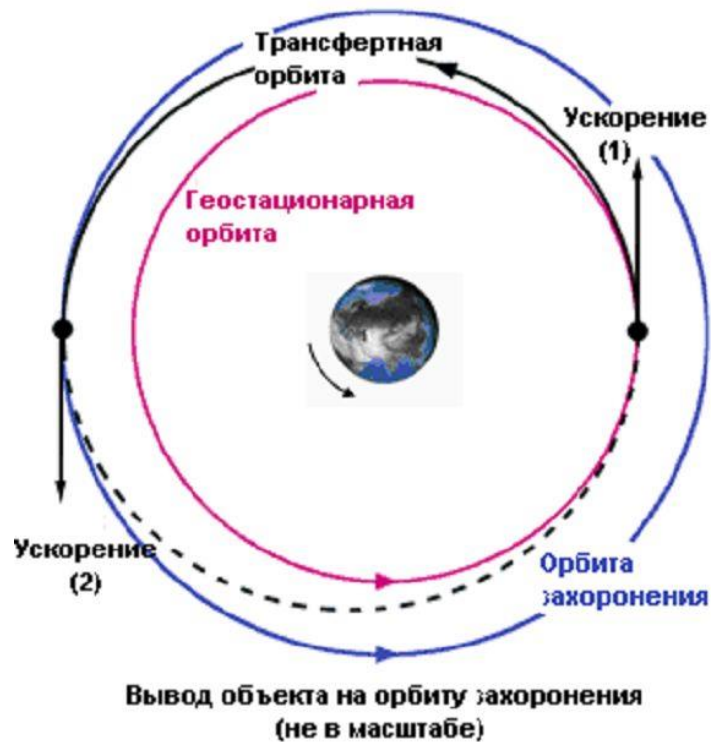 Трансфертная
орбита
Ускорение
(1)
Геостационарная
орбита
Ускорение
(2)
Орбита
захоронения
Вывод объекта на орбиту захоронения
(не в масштабе)